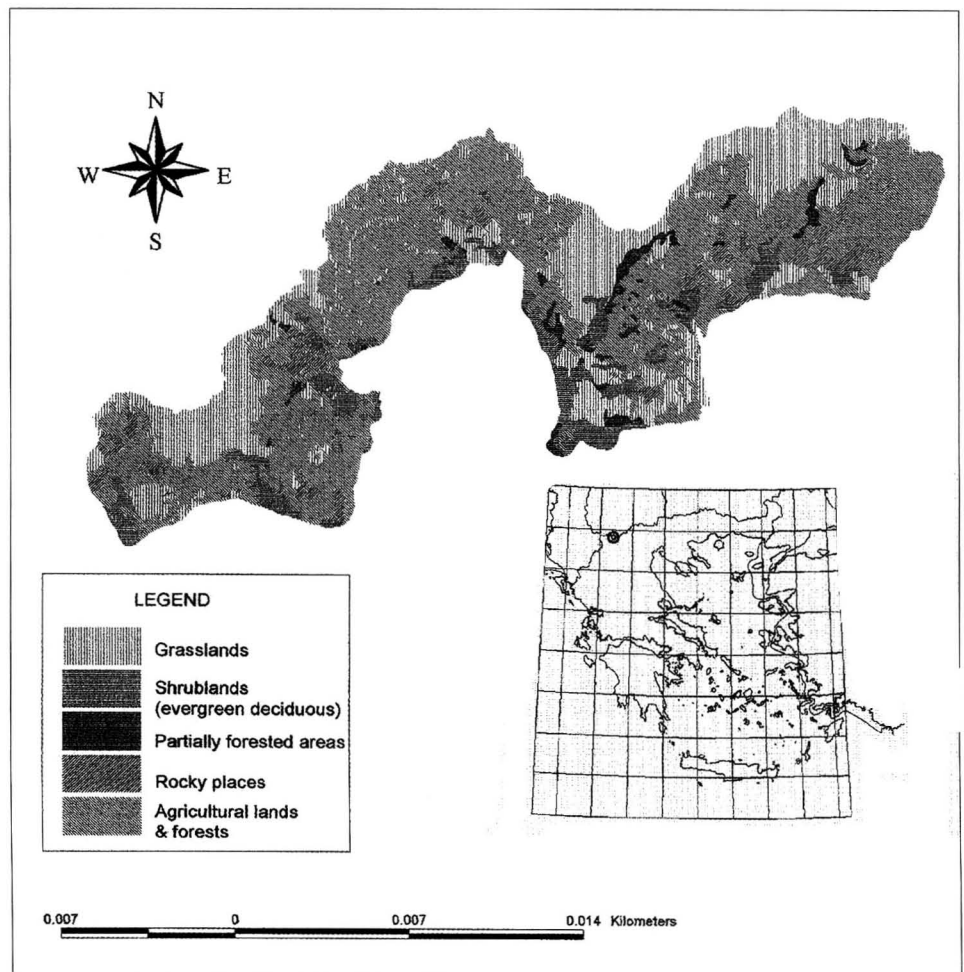 N
W E
S
LEGEND
Grasslands
Shrublands
(evergreen deciduous)
Partially forested areas
Rocky places
Agricultural lands
& forests
0.007 0 0.007 0.014 Kilometers